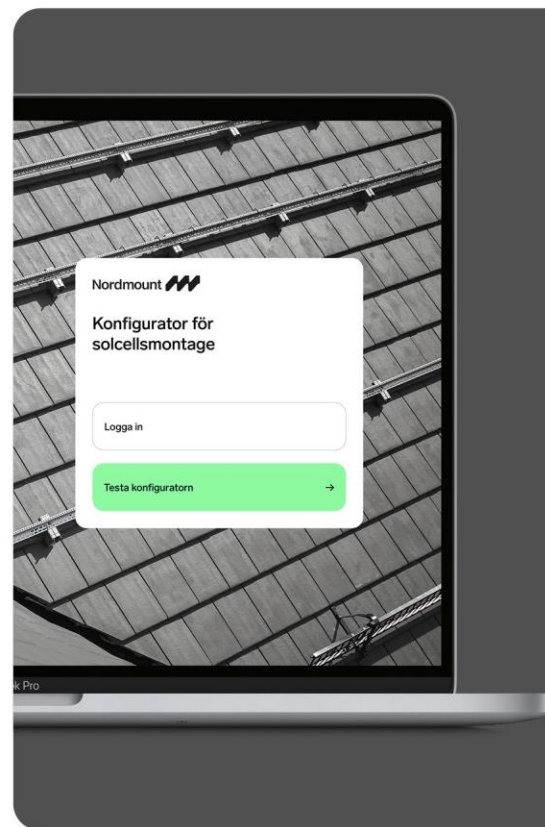 Nordmount
Konfigurator för
solcellsmontage
Logga in
Testa konfiguratorn →
k Pro